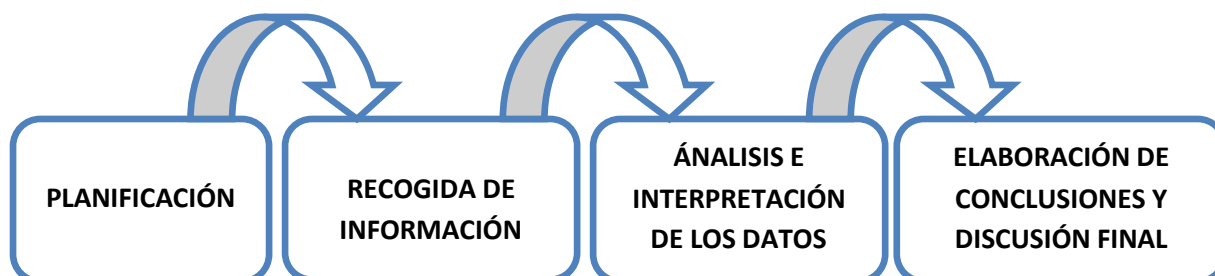 PLANIFICACIÓN
RECOGIDA DE
INFORMACIÓN
ÁNALISIS E
INTERPRETACIÓN
DE LOS DATOS
ELABORACIÓN DE
CONCLUSIONES Y
DISCUSIÓN FINAL